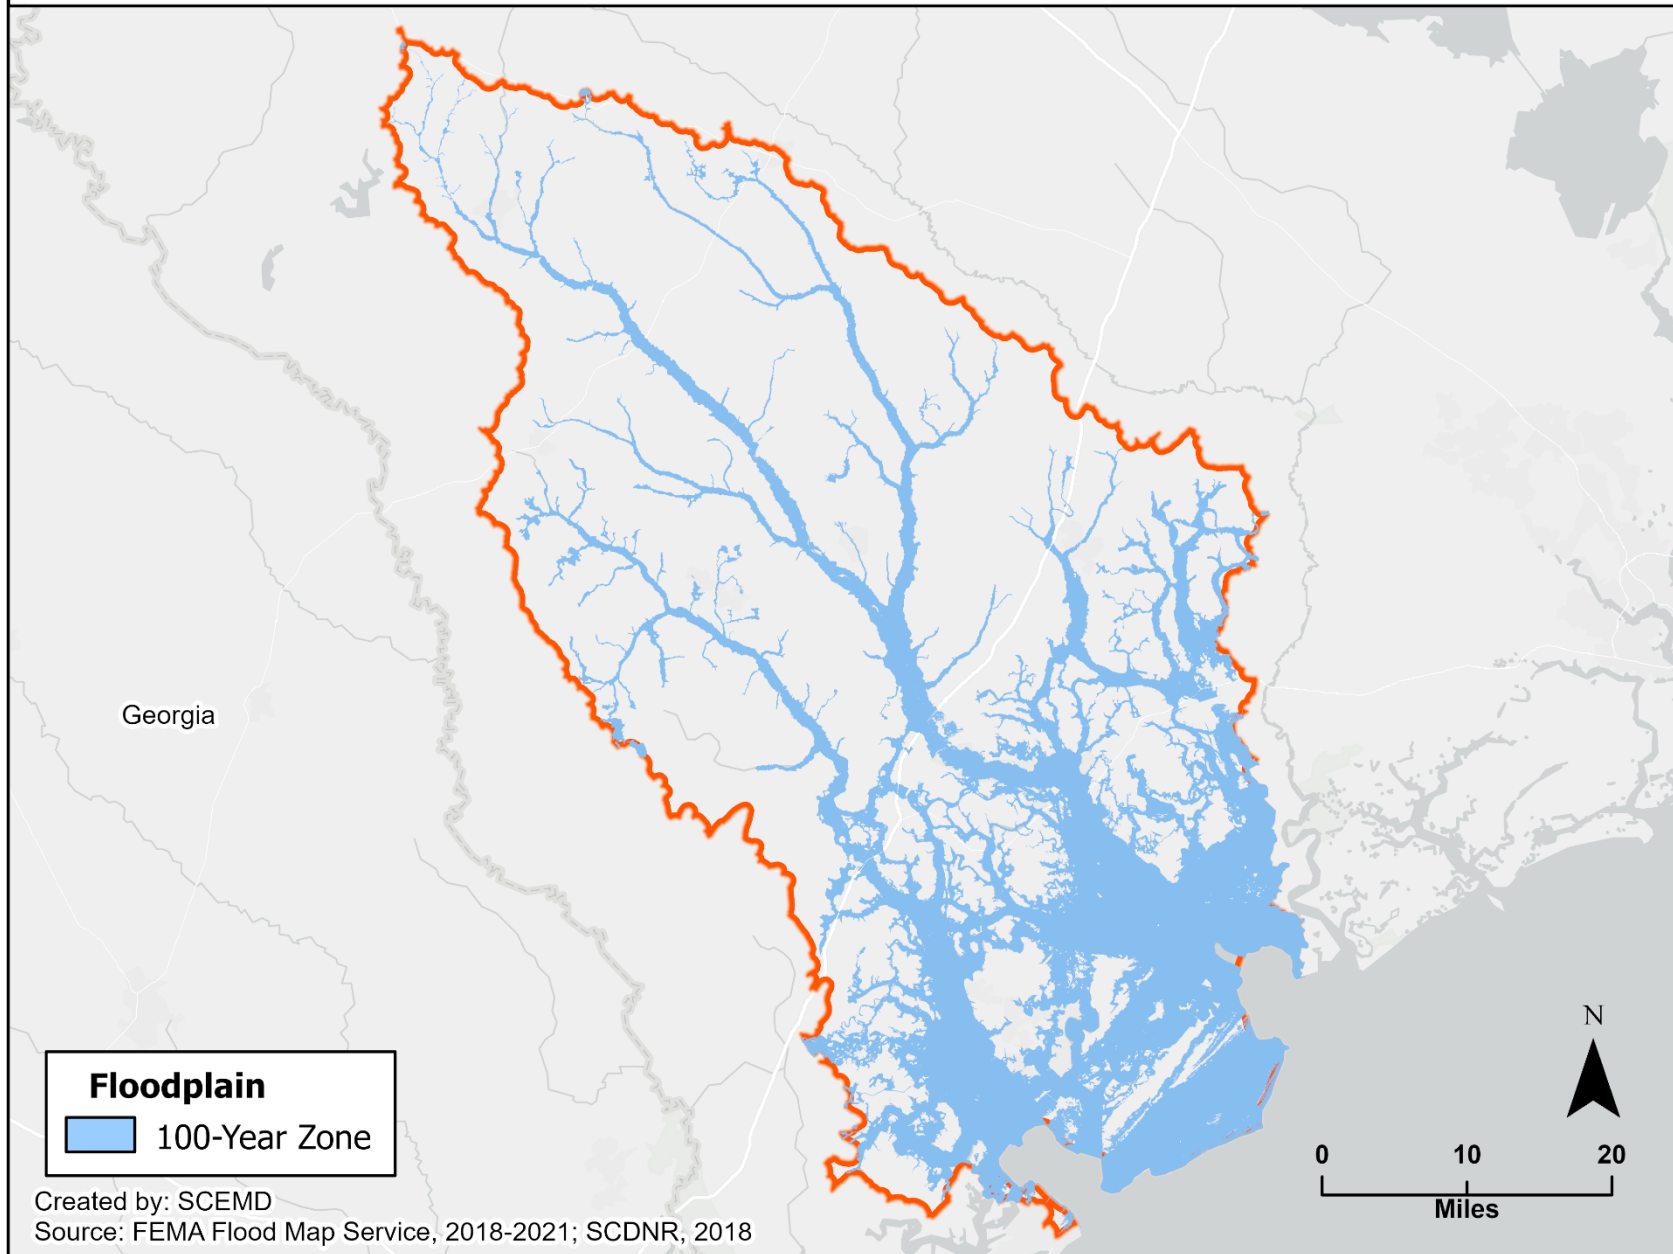 Georgia
N
Floodplain
100-Year Zone
0 10 20
Miles
Created by: SCEMD
Source: FEMA Flood Map Service, 2018-2021; SCDNR, 2018